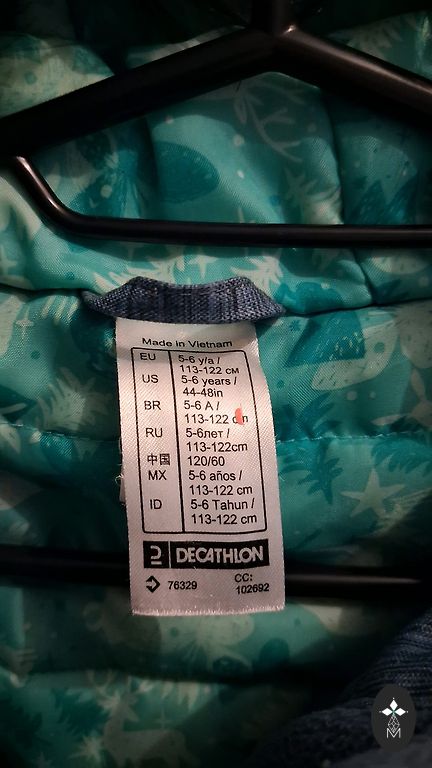 Made in Vietnam
EU 5-6 y/a /
113-122 см
US 5-6 years /
44-48in
BR 5-6 A /
113-122 cm
RU 5-6лет /
113-122cm
中国 120/60
MX 5-6 años /
113-122 cm
ID 5-6 Tahun /
113-122 cm
DECATHLON
76329 CC:
102692
M